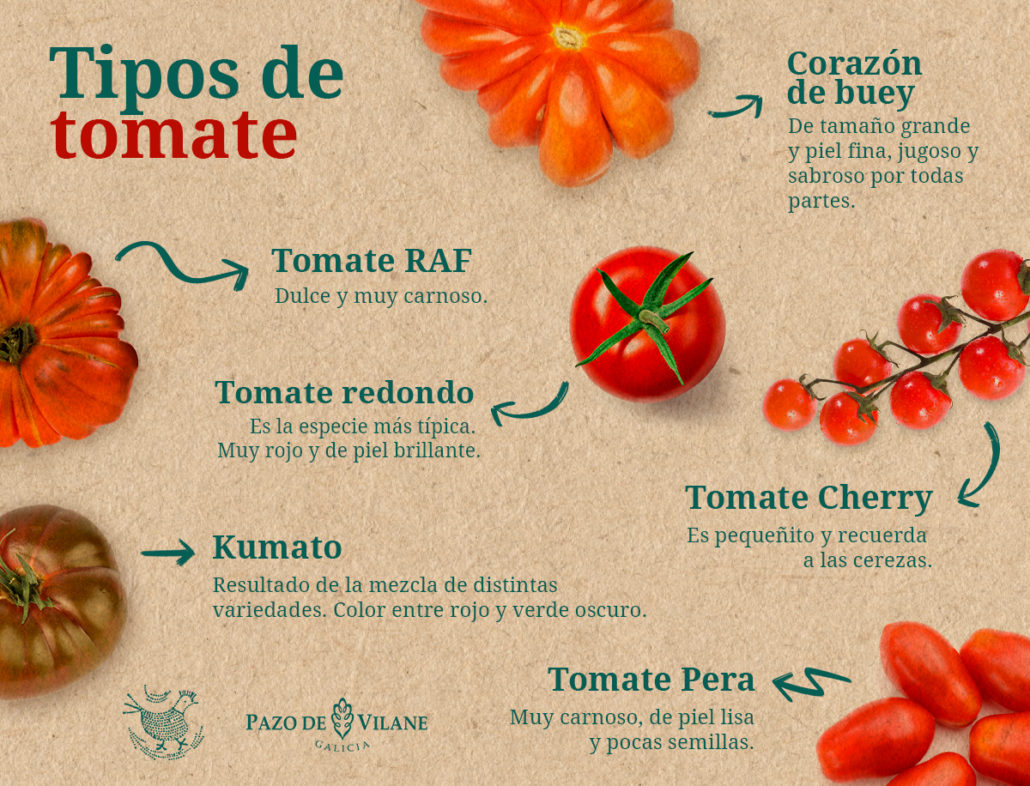 Tipos de
tomate
Corazón
de buey
De tamaño grande
y piel fina, jugoso y
sabroso por todas
partes.
Tomate RAF
Dulce y muy carnoso.
Tomate redondo
Es la especie más típica.
Muy rojo y de piel brillante.
Tomate Cherry
Es pequeñito y recuerda
a las cerezas.
Kumato
Resultado de la mezcla de distintas
variedades. Color entre rojo y verde oscuro.
Tomate Pera
Muy carnoso, de piel lisa
y pocas semillas.
PAZO DE VILANE
GALICIA